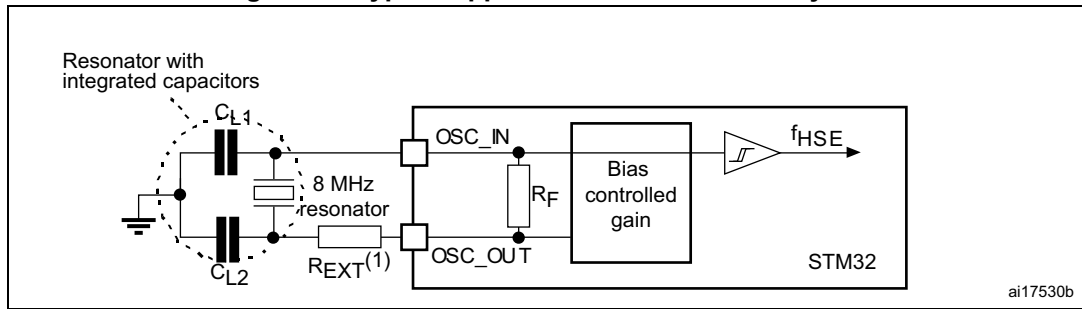 Resonator with
integrated capacitors
CL1
OSC_IN
fHSE
8 MHz
resonator
RF
Bias
controlled
gain
REXT(1)
OSC_OUT
CL2
STM32
ai17530b